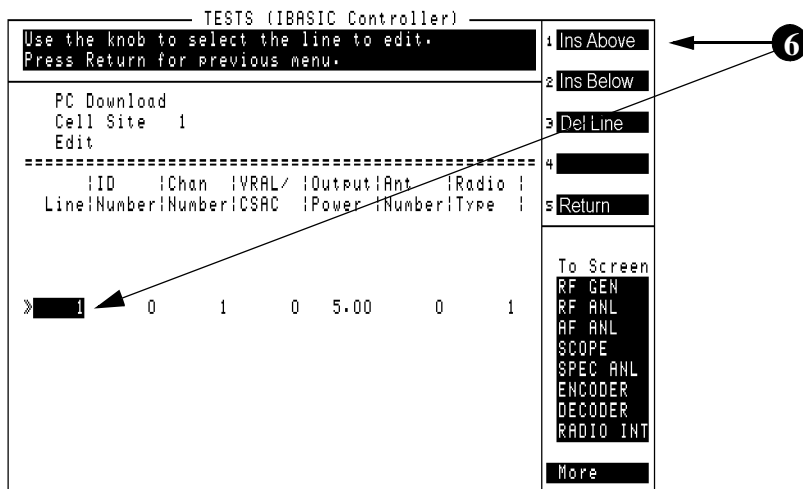 TESTS (IBASIC Controller)
Use the knob to select the line to edit.
Press Return for previous menu.
PC Download
Cell Site 1
Edit
==================================================
|ID |Chan |VRAL/ |Output|Ant |Radio |
Line|Number|Number|CSAC |Power |Number|Type |
» 1 0 1 0 5.00 0 1
1 Ins Above
2 Ins Below
3 Del Line
4
5 Return
To Screen
RF GEN
RF ANL
AF ANL
SCOPE
SPEC ANL
ENCODER
DECODER
RADIO INT
More
6